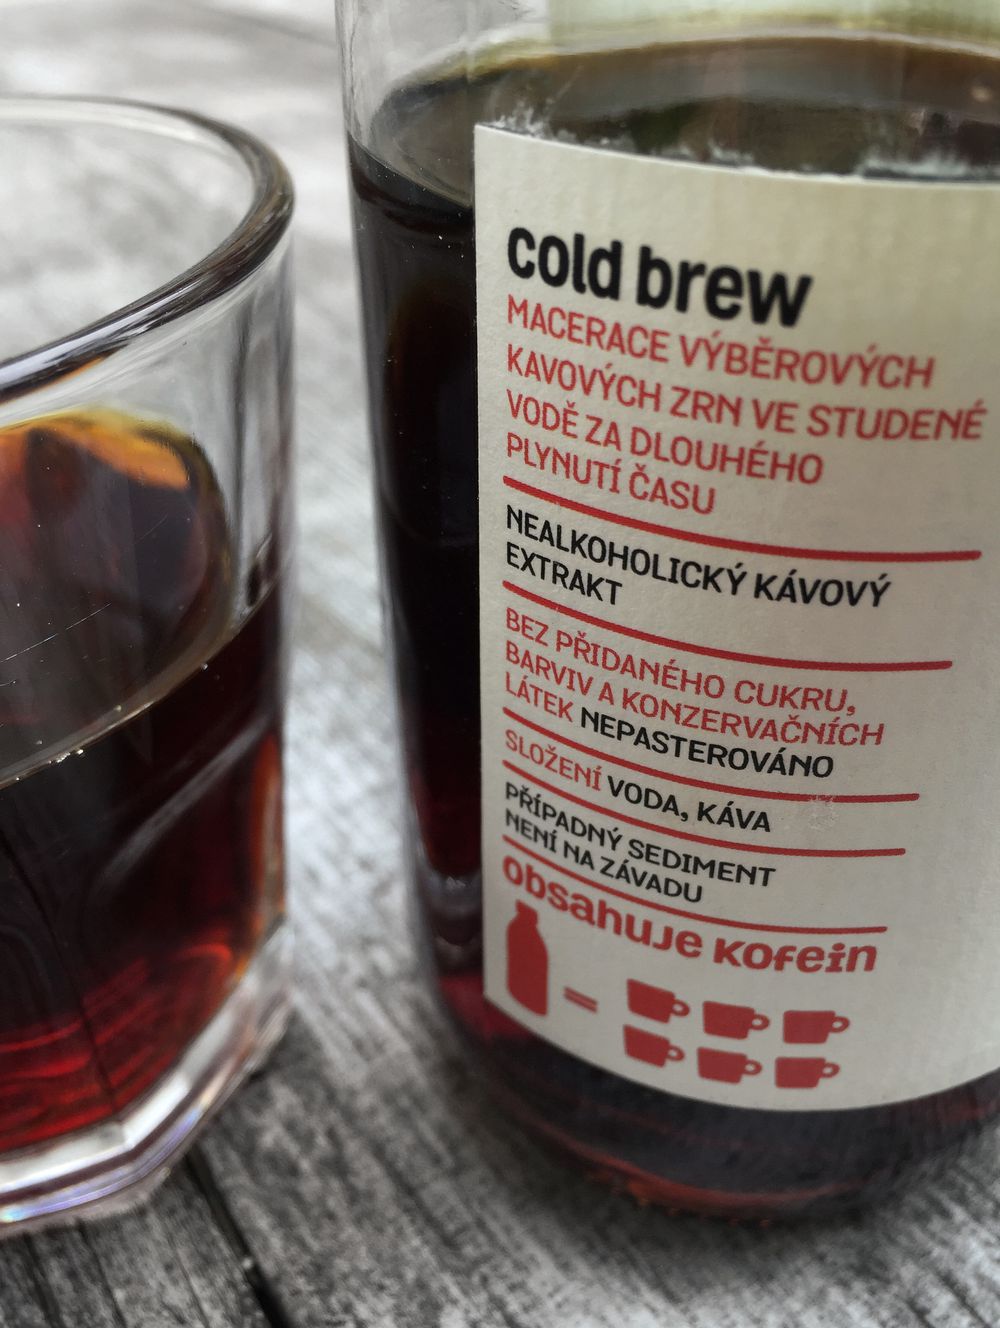 cold brew
MACERACE VÝBĚROVÝCH
KAVOVÝCH ZRN VE STUDENÉ
VODĚ ZA DLOUHÉHO
PLYNUTÍ ČASU
NEALKOHOLICKÝ KÁVOVÝ
EXTRAKT
BEZ PŘIDANÉHO CUKRU,
BARVIV A KONZERVAČNÍCH
LÁTEK NEPASTEROVÁNO
SLOŽENÍ VODA, KÁVA
PŘÍPADNÝ SEDIMENT
NENÍ NA ZÁVADU
obsahuje kofein
=